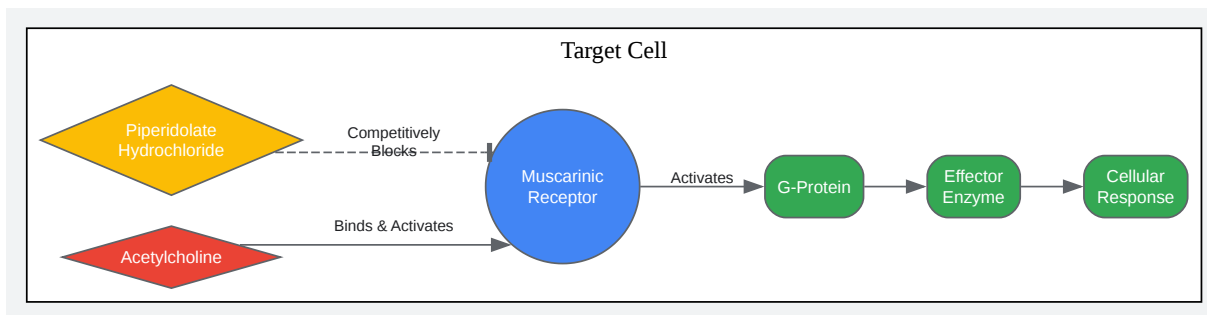 Target Cell
Piperidolate
Hydrochloride
Competitively
Blocks
Acetylcholine
Binds & Activates
Muscarinic
Receptor
Activates
G-Protein
Effector
Enzyme
Cellular
Response